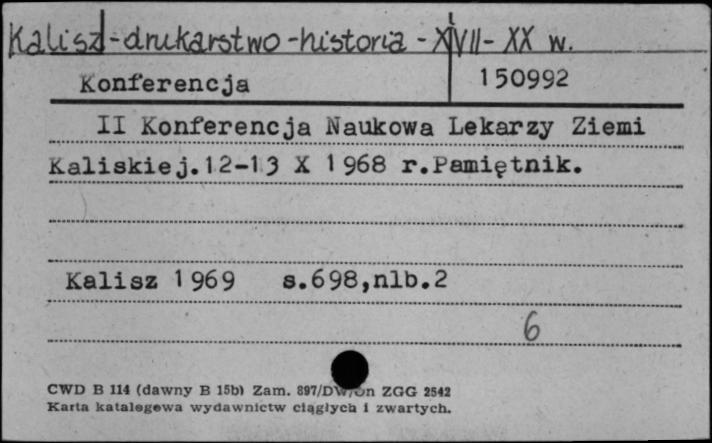 Kalisz - drukarstwo - historia - XVII - XX w.
Konferencja 150992
II Konferencja Naukowa Lekarzy Ziemi
Kaliskiej.12-13 X 1968 r.Pamiętnik.
Kalisz 1969 s.698,nlb.2
6
CWD B 114 (dawny B 15b) Zam. 897/DW/On ZGG 2542
Karta katalogowa wydawnictw ciągłych i zwartych.